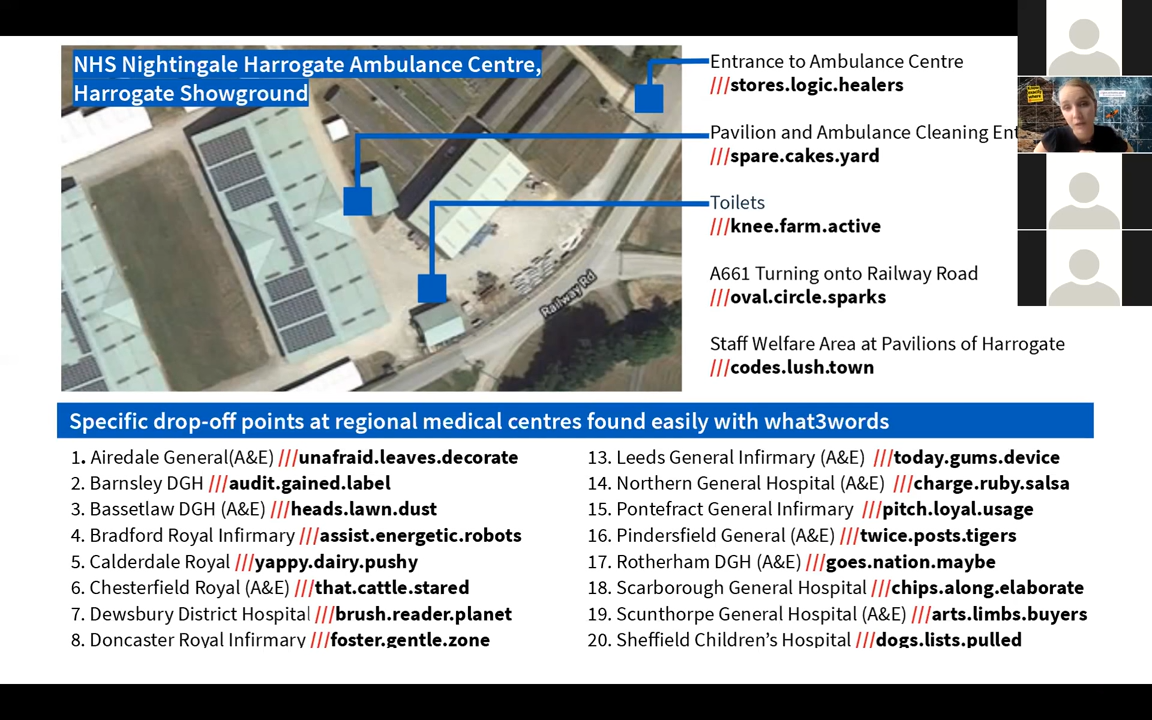 NHS Nightingale Harrogate Ambulance Centre,
Harrogate Showground
Entrance to Ambulance Centre
///stores.logic.healers
Pavilion and Ambulance Cleaning
///spare.cakes.yard
Toilets
///knee.farm.active
A661 Turning onto Railway Road
///oval.circle.sparks
Staff Welfare Area at Pavilions of Harrogate
///codes.lush.town
Railway Rd
Specific drop-off points at regional medical centres found easily with what3words
1. Airedale General(A&E) ///unafraid.leaves.decorate
2. Barnsley DGH ///audit.gained.label
3. Bassetlaw DGH (A&E) ///heads.lawn.dust
4. Bradford Royal Infirmary ///assist.energetic.robots
5. Calderdale Royal ///yappy.dairy.pushy
6. Chesterfield Royal (A&E) ///that.cattle.stared
7. Dewsbury District Hospital ///brush.reader.planet
8. Doncaster Royal Infirmary ///foster.gentle.zone
13. Leeds General Infirmary (A&E) ///today.gums.device
14. Northern General Hospital (A&E) ///charge.ruby.salsa
15. Pontefract General Infirmary ///pitch.loyal.usage
16. Pindersfield General (A&E) ///twice.posts.tigers
17. Rotherham DGH (A&E) ///goes.nation.maybe
18. Scarborough General Hospital ///chips.along.elaborate
19. Scunthorpe General Hospital (A&E) ///arts.limbs.buyers
20. Sheffield Children's Hospital ///dogs.lists.pulled